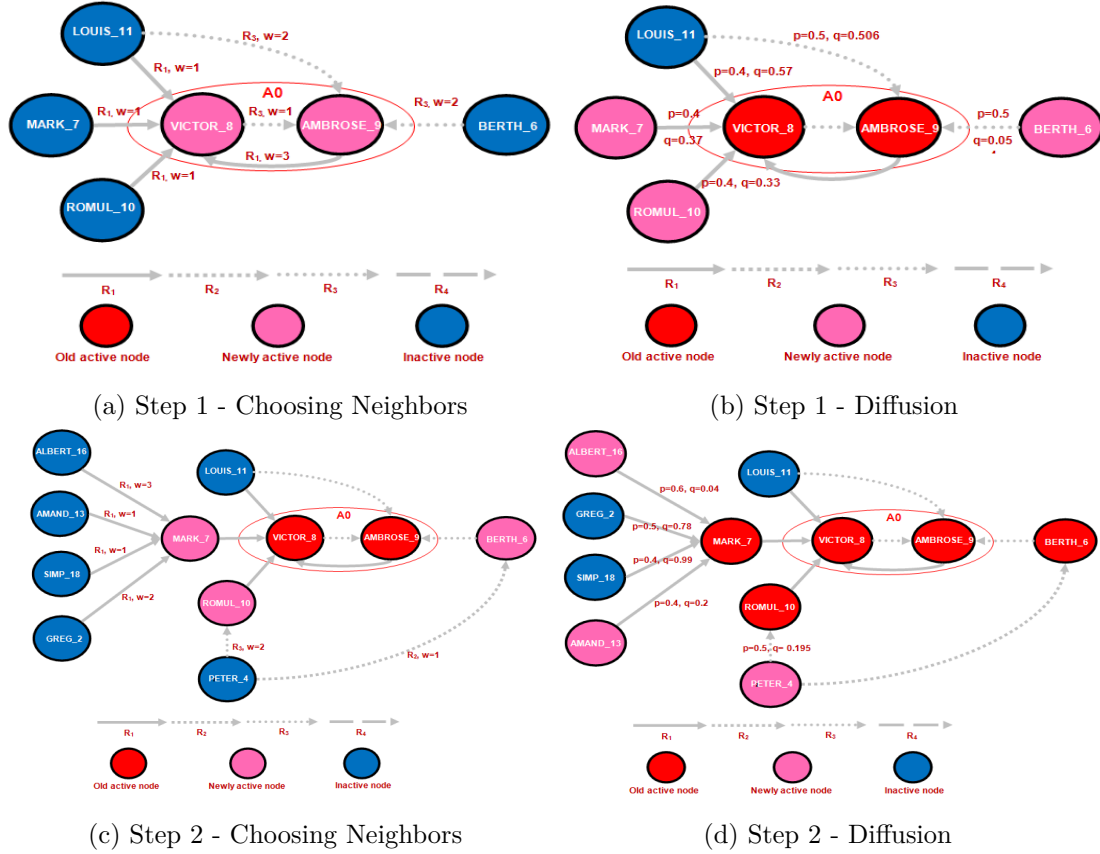 LOUIS_11
R3, w=2
R1, w=1
A0
MARK_7
R1, w=1
VICTOR_8
R3, w=1
AMBROSE_9
R3, w=2
BERTH_6
R1, w=3
R1, w=1
ROMUL_10
R1
R2
R3
R4
Old active node
Newly active node
Inactive node
(a) Step 1 - Choosing Neighbors
LOUIS_11
p=0.5, q=0.506
p=0.4, q=0.57
A0
MARK_7
p=0.4
q=0.37
VICTOR_8
AMBROSE_9
p=0.5
q=0.05
BERTH_6
p=0.4, q=0.33
ROMUL_10
R1
R2
R3
R4
Old active node
Newly active node
Inactive node
(b) Step 1 - Diffusion
ALBERT_16
R1, w=3
LOUIS_11
AMAND_13
R1, w=1
A0
MARK_7
VICTOR_8
AMBROSE_9
BERTH_6
SIMP_18
R1, w=1
R1, w=2
ROMUL_10
GREG_2
R3, w=2
R2, w=1
PETER_4
R1
R2
R3
R4
Old active node
Newly active node
Inactive node
(c) Step 2 - Choosing Neighbors
ALBERT_16
p=0.6, q=0.04
LOUIS_11
GREG_2
p=0.5, q=0.78
A0
MARK_7
VICTOR_8
AMBROSE_9
BERTH_6
SIMP_18
p=0.4, q=0.99
p=0.4, q=0.2
ROMUL_10
AMAND_13
p=0.5, q= 0.195
PETER_4
R1
R2
R3
R4
Old active node
Newly active node
Inactive node
(d) Step 2 - Diffusion